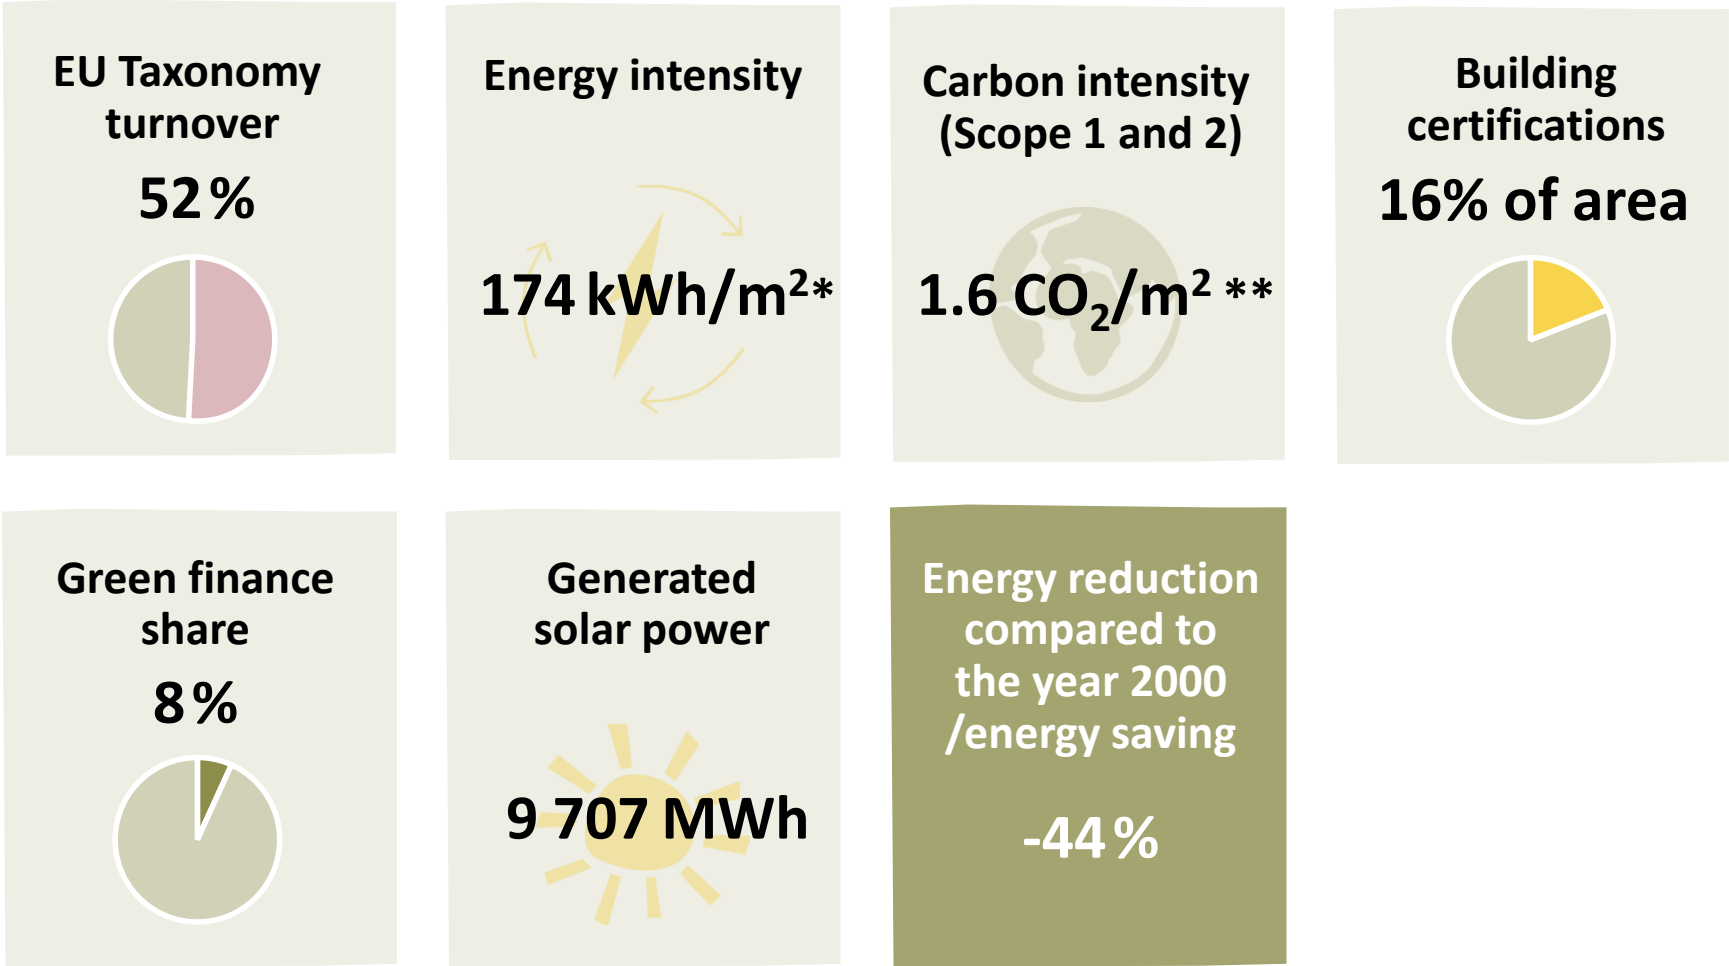 EU Taxonomy
turnover
52 %
Energy intensity
174 kWh/m²*
Carbon intensity
(Scope 1 and 2)
1.6 CO₂/m² **
Building
certifications
16% of area
Green finance
share
8 %
Generated
solar power
9 707 MWh
Energy reduction
compared to
the year 2000
/energy saving
-44 %